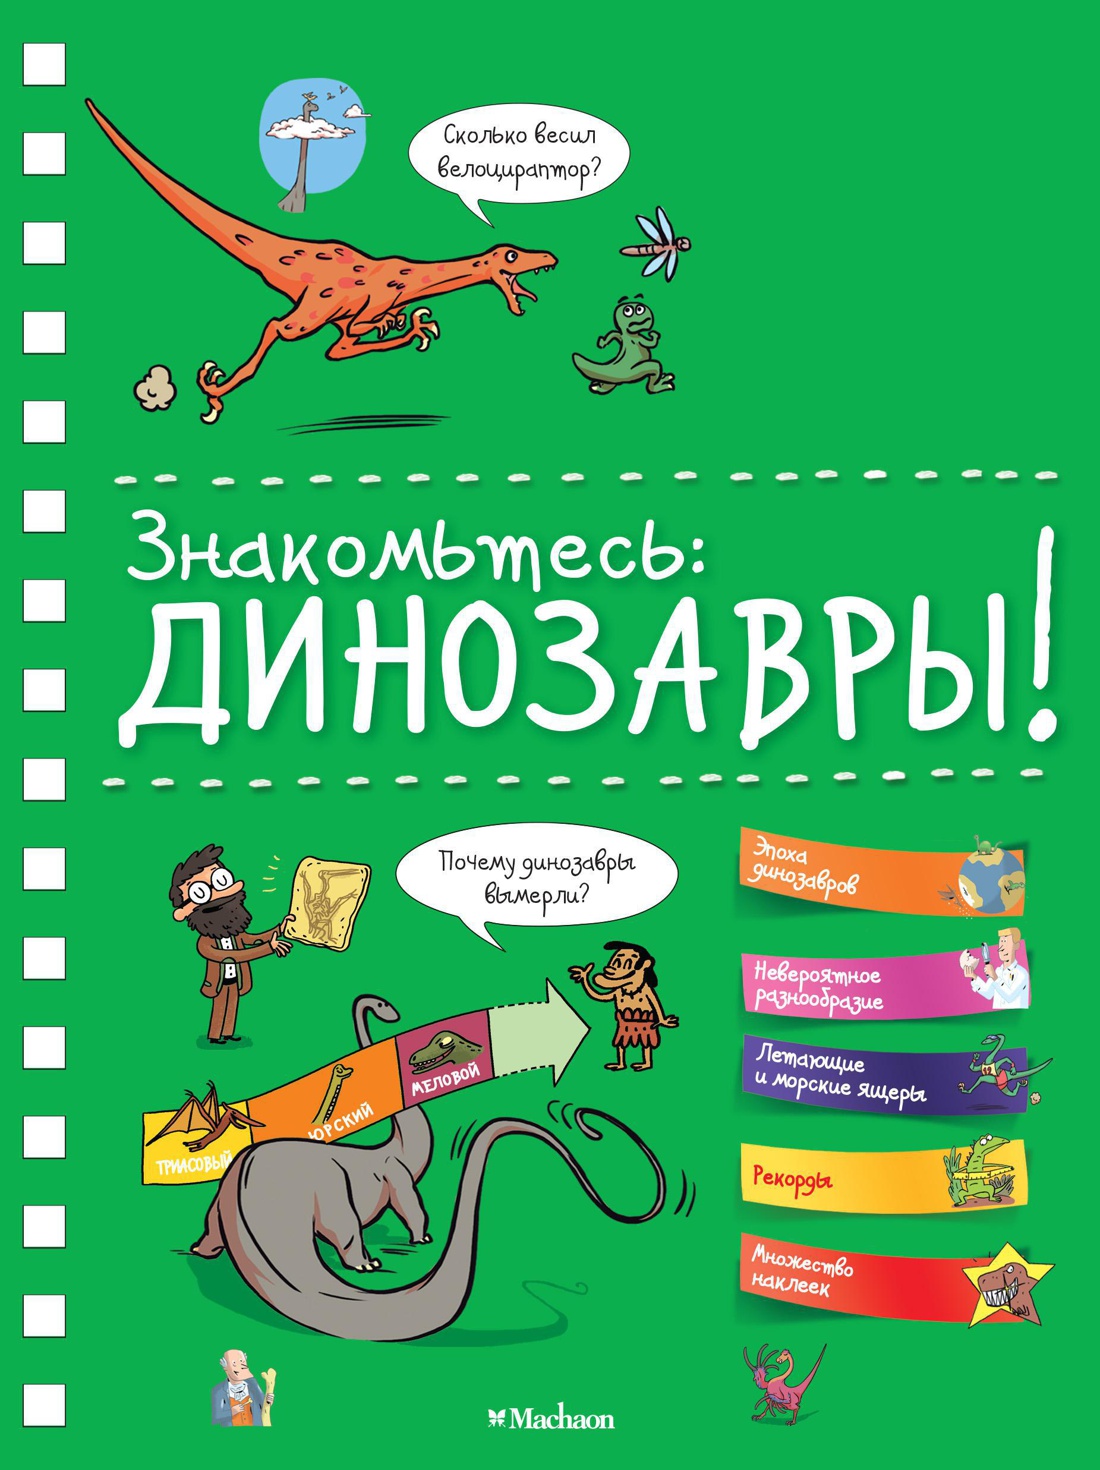 Сколько весил
велоцираптор?
Знакомьтесь:
ДИНОЗАВРЫ!
Почему динозавры
вымерли?
ТРИАСОВЫЙ
ЮРСКИЙ
МЕЛОВОЙ
Эпоха
динозавров
Невероятное
разнообразие
Летающие
и морские ящеры
Рекорды
Множество
наклеек
Machaon